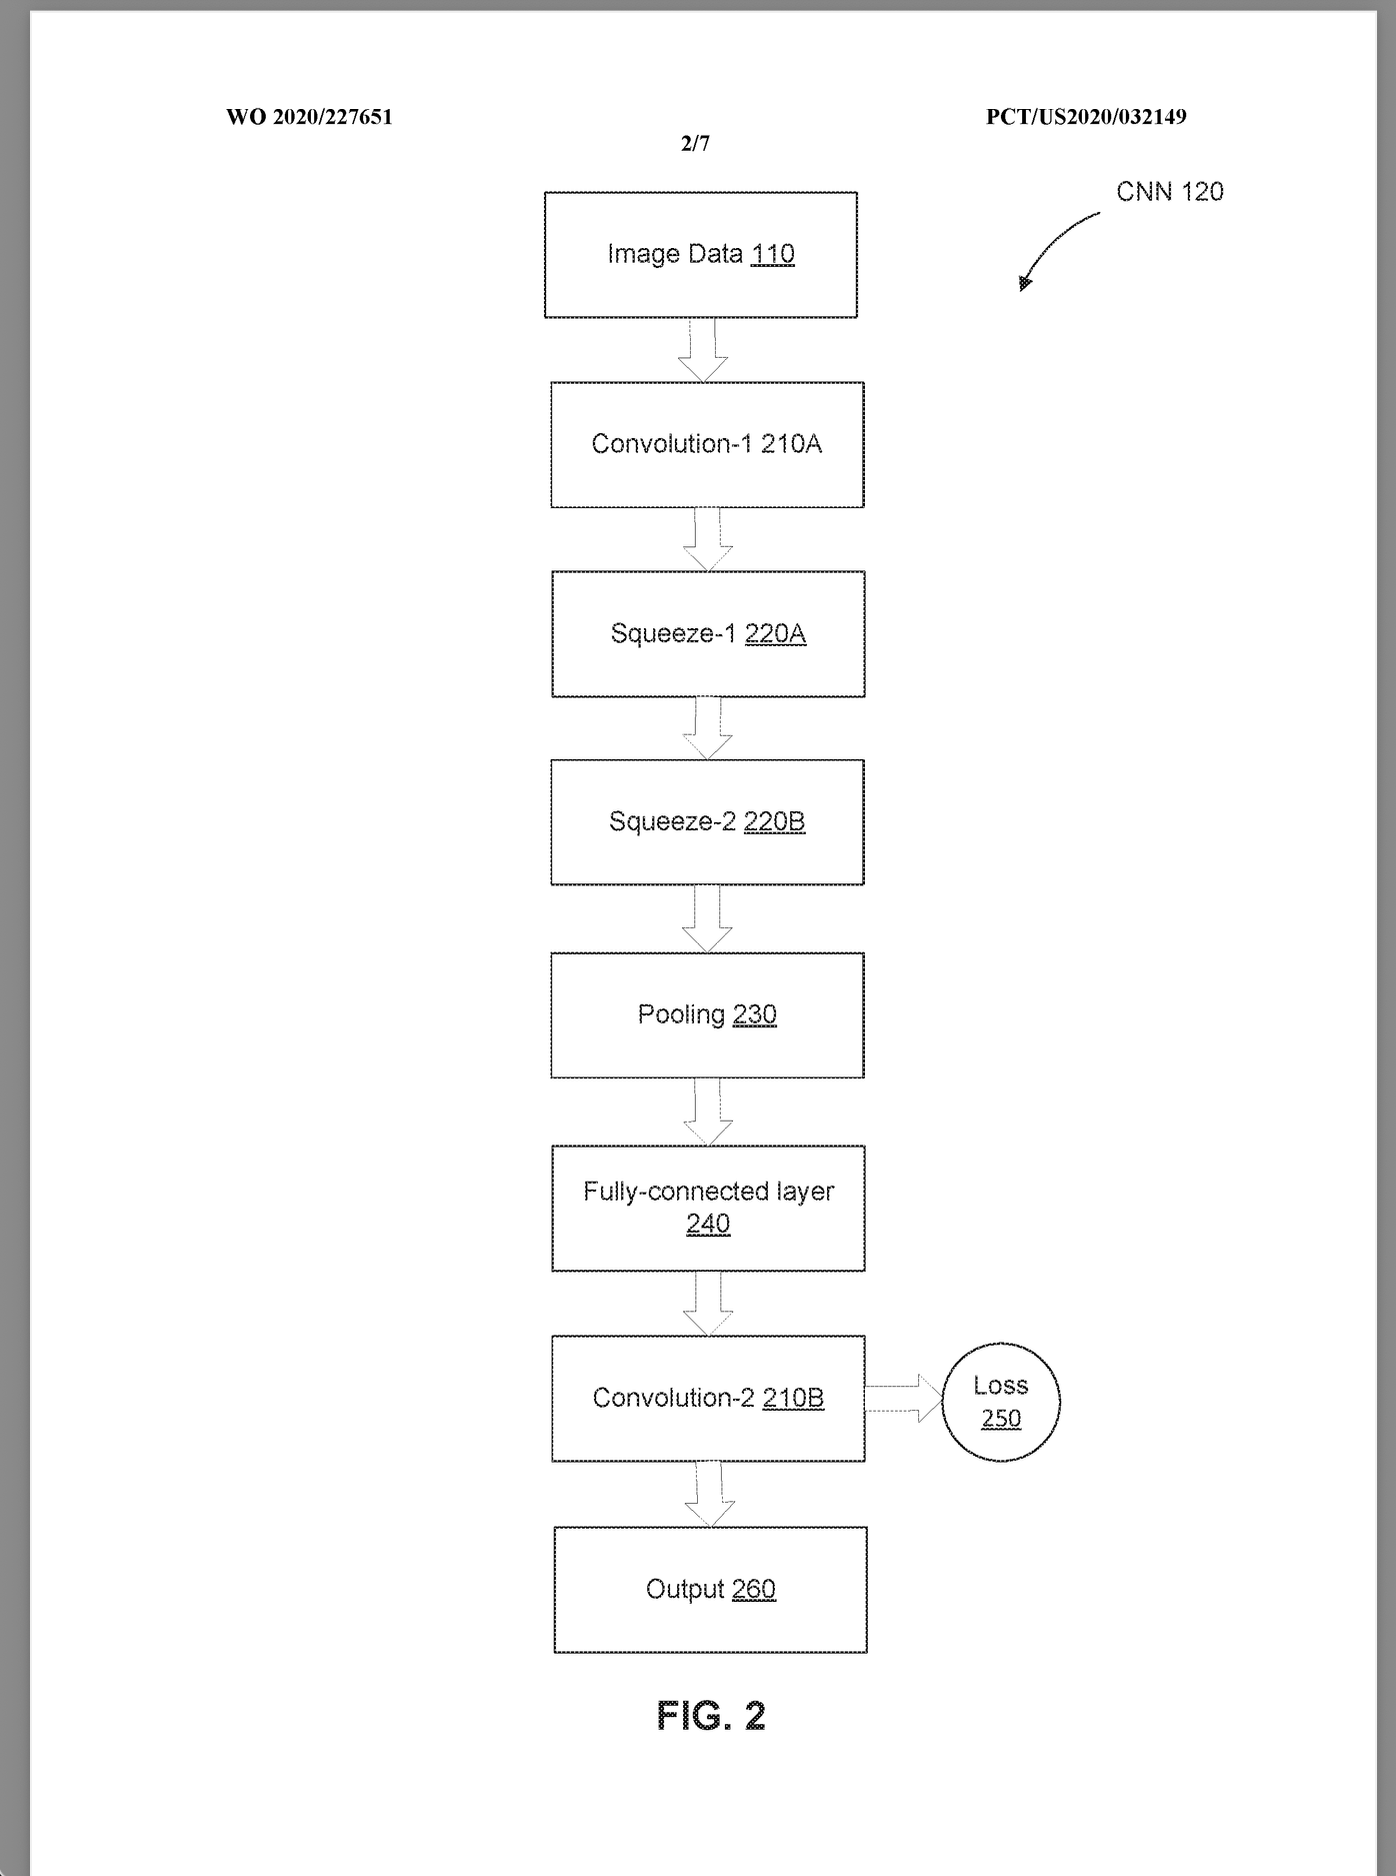 WO 2020/227651
PCT/US2020/032149
2/7
CNN 120
Image Data 110
Convolution-1 210A
Squeeze-1 220A
Squeeze-2 220B
Pooling 230
Fully-connected layer
240
Convolution-2 210B
Loss
250
Output 260
FIG. 2